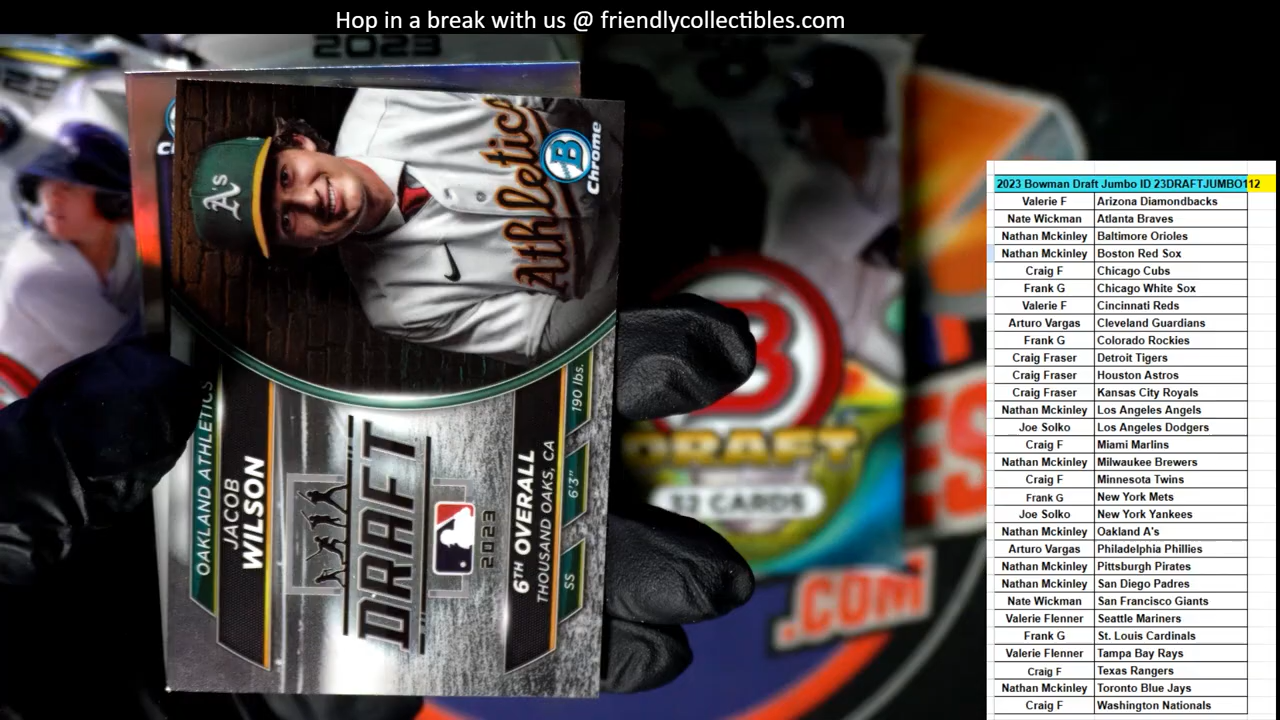 Hop in a break with us @ friendlycollectibles.com
2023
A's
Athletics
B
Chrome
OAKLAND ATHLETICS
JACOB
WILSON
DRAFT
2023
6TH OVERALL
THOUSAND OAKS, CA
SS 6'3" 190 lbs.
B
DRAFT
32 CARDS
.COM
2023 Bowman Draft Jumbo ID 23DRAFTJUMBO112
Valerie F Arizona Diamondbacks
Nate Wickman Atlanta Braves
Nathan Mckinley Baltimore Orioles
Nathan Mckinley Boston Red Sox
Craig F Chicago Cubs
Frank G Chicago White Sox
Valerie F Cincinnati Reds
Arturo Vargas Cleveland Guardians
Frank G Colorado Rockies
Craig Fraser Detroit Tigers
Craig Fraser Houston Astros
Craig Fraser Kansas City Royals
Nathan Mckinley Los Angeles Angels
Joe Solko Los Angeles Dodgers
Craig F Miami Marlins
Nathan Mckinley Milwaukee Brewers
Craig F Minnesota Twins
Frank G New York Mets
Joe Solko New York Yankees
Nathan Mckinley Oakland A's
Arturo Vargas Philadelphia Phillies
Nathan Mckinley Pittsburgh Pirates
Nathan Mckinley San Diego Padres
Nate Wickman San Francisco Giants
Valerie Flenner Seattle Mariners
Frank G St. Louis Cardinals
Valerie Flenner Tampa Bay Rays
Craig F Texas Rangers
Nathan Mckinley Toronto Blue Jays
Craig F Washington Nationals